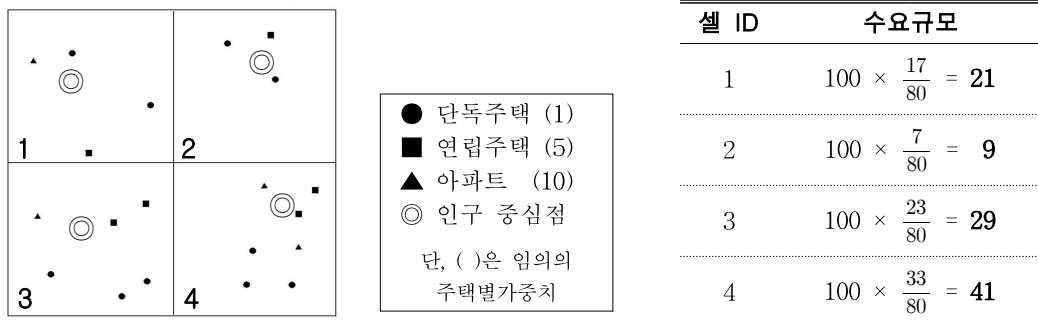 1
2
3
4
● 단독주택 (1)
■ 연립주택 (5)
▲ 아파트 (10)
◎ 인구 중심점
단, ( )은 임의의
주택별가중치
셀 ID 수요규모
1 100 × 17/80 = 21
2 100 × 7/80 = 9
3 100 × 23/80 = 29
4 100 × 33/80 = 41